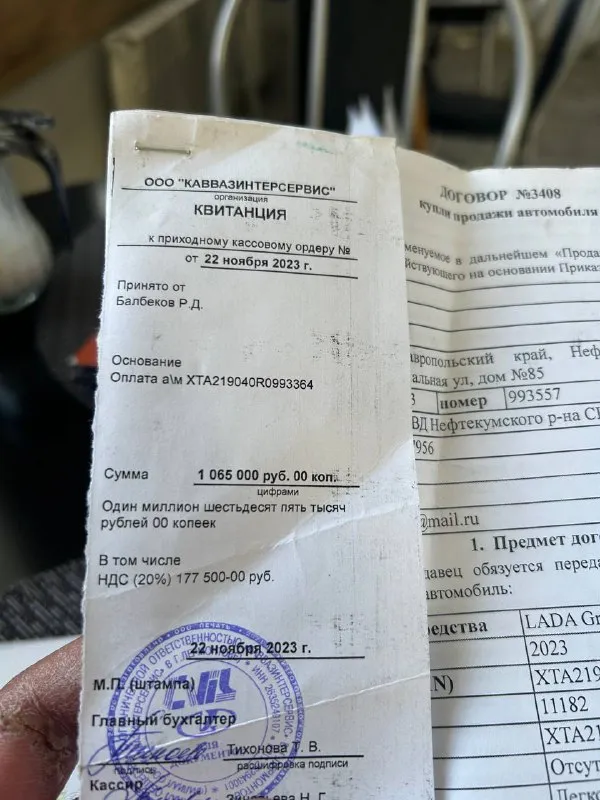 ООО "КАВВАЗИНТЕРСЕРВИС"
организация
КВИТАНЦИЯ
к приходному кассовому ордеру №
от 22 ноября 2023 г.
Принято от
Балбеков Р.Д.
Основание
Оплата а\м XTA219040R0993364
Сумма 1 065 000 руб. 00 коп.
цифрами
Один миллион шестьдесят пять тысяч
рублей 00 копеек
В том числе
НДС (20%) 177 500-00 руб.
22 ноября 2023 г.
М.П. (штампа)
Главный бухгалтер
Тихонова Т. В.
подпись расшифровка подписи
Кассир
ДОГОВОР №3408
купли продажи автомобиля
менуемое в дальнейшем «Прода
йствующего на основании Приказ
вропольский край, Неф
альная ул, дом №85
3 номер 993557
ВД Нефтекумского р-на СК
956
@mail.ru
1. Предмет дого
давец обязуется переда
автомобиль:
редства LADA Gr
2023
N) XTA219
11182
XTA21
Отсут
Легко